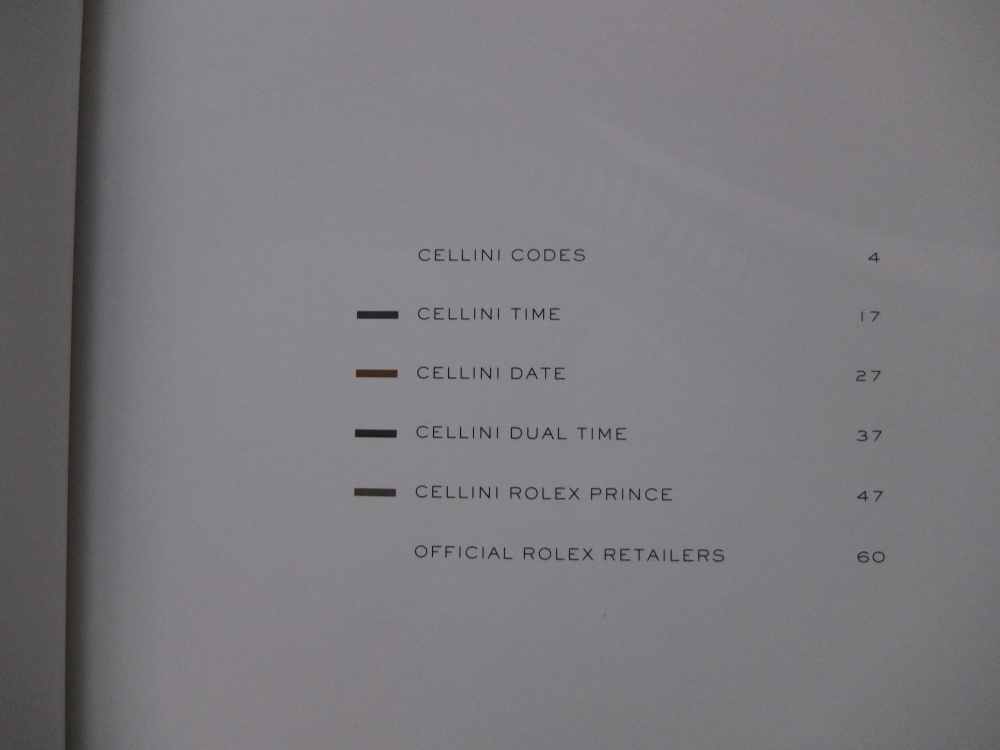 CELLINI CODES 4
CELLINI TIME 17
CELLINI DATE 27
CELLINI DUAL TIME 37
CELLINI ROLEX PRINCE 47
OFFICIAL ROLEX RETAILERS 60